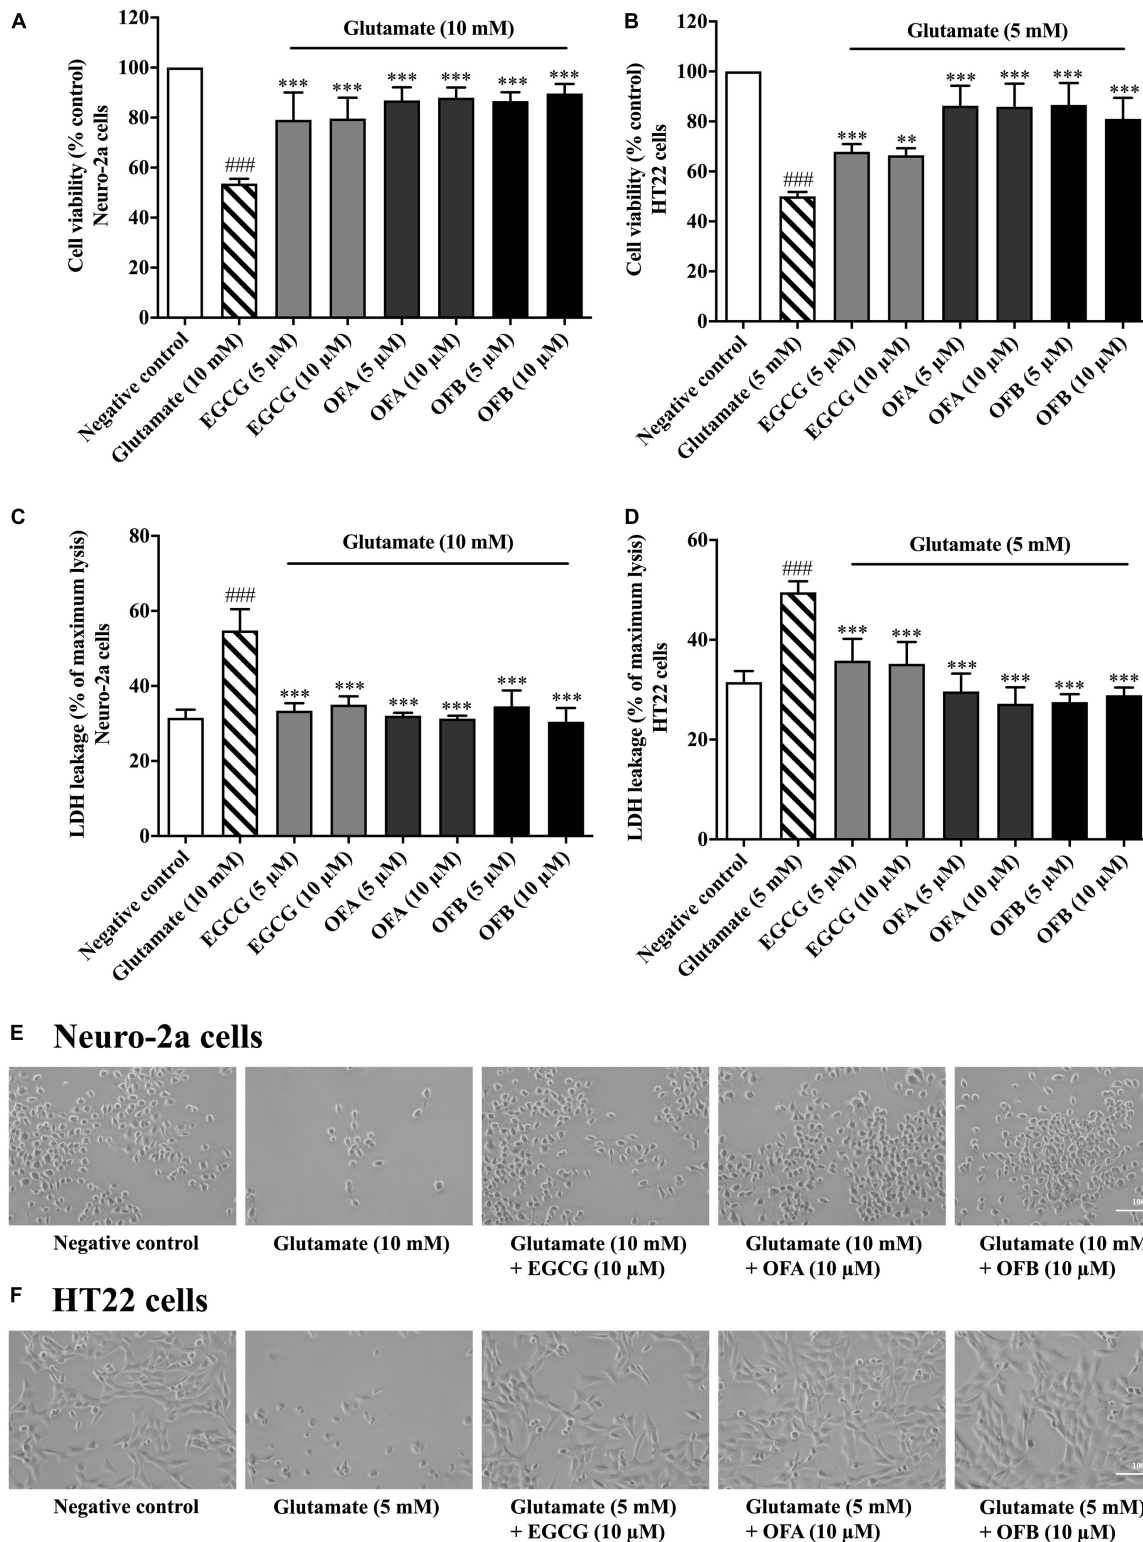 A
Glutamate (10 mM)
Cell viability (% control)
Neuro-2a cells
120
100
80
60
40
20
0
###
***
***
***
***
***
***
Negative control
Glutamate (10 mM)
EGCG (5 µM)
EGCG (10 µM)
OFA (5 µM)
OFA (10 µM)
OFB (5 µM)
OFB (10 µM)
B
Glutamate (5 mM)
Cell viability (% control)
HT22 cells
120
100
80
60
40
20
0
###
***
**
***
***
***
***
Negative control
Glutamate (5 mM)
EGCG (5 µM)
EGCG (10 µM)
OFA (5 µM)
OFA (10 µM)
OFB (5 µM)
OFB (10 µM)
C
Glutamate (10 mM)
LDH leakage (% of maximum lysis)
Neuro-2a cells
80
60
40
20
0
###
***
***
***
***
***
***
Negative control
Glutamate (10 mM)
EGCG (5 µM)
EGCG (10 µM)
OFA (5 µM)
OFA (10 µM)
OFB (5 µM)
OFB (10 µM)
D
Glutamate (5 mM)
LDH leakage (% of maximum lysis)
HT22 cells
60
40
20
0
###
***
***
***
***
***
***
Negative control
Glutamate (5 mM)
EGCG (5 µM)
EGCG (10 µM)
OFA (5 µM)
OFA (10 µM)
OFB (5 µM)
OFB (10 µM)
E Neuro-2a cells
100
Negative control
Glutamate (10 mM)
Glutamate (10 mM)
+ EGCG (10 µM)
Glutamate (10 mM)
+ OFA (10 µM)
Glutamate (10 mM
+ OFB (10 µM)
F HT22 cells
100
Negative control
Glutamate (5 mM)
Glutamate (5 mM)
+ EGCG (10 µM)
Glutamate (5 mM)
+ OFA (10 µM)
Glutamate (5 mM)
+ OFB (10 µM)